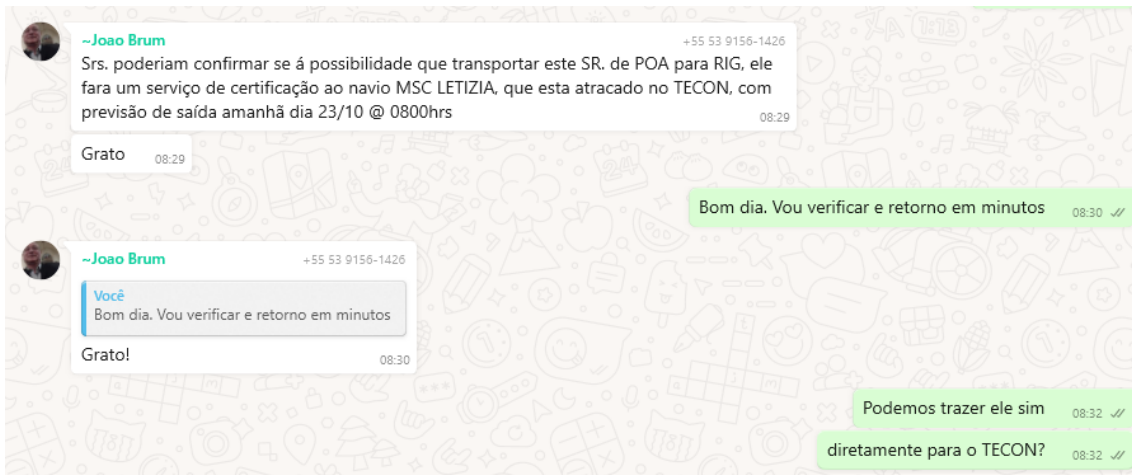 ~Joao Brum +55 53 9156-1426
Srs. poderiam confirmar se á possibilidade que transportar este SR. de POA para RIG, ele
fara um serviço de certificação ao navio MSC LETIZIA, que esta atracado no TECON, com
previsão de saída amanhã dia 23/10 @ 0800hrs
08:29
Grato 08:29
Bom dia. Vou verificar e retorno em minutos 08:30
~Joao Brum +55 53 9156-1426
Você
Bom dia. Vou verificar e retorno em minutos
Grato!
08:30
Podemos trazer ele sim 08:32
diretamente para o TECON? 08:32